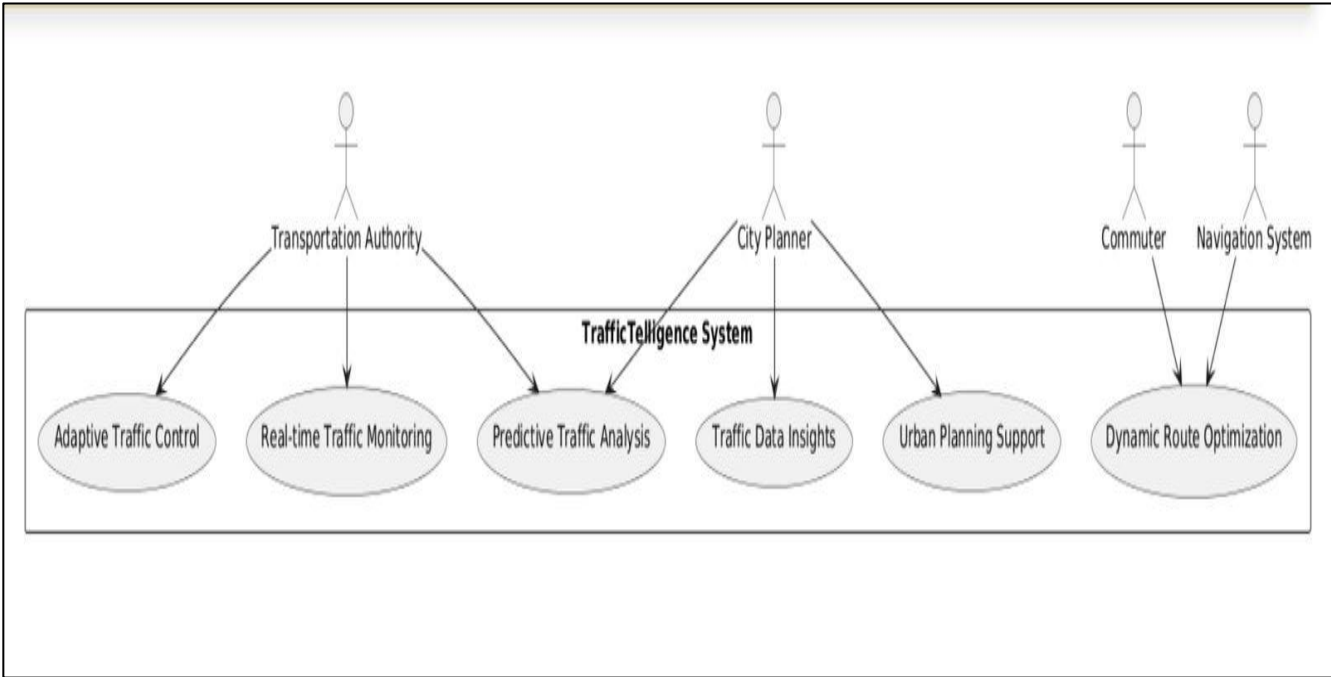 Transportation Authority
City Planner
Commuter
Navigation System
TrafficTelligence System
Adaptive Traffic Control
Real-time Traffic Monitoring
Predictive Traffic Analysis
Traffic Data Insights
Urban Planning Support
Dynamic Route Optimization